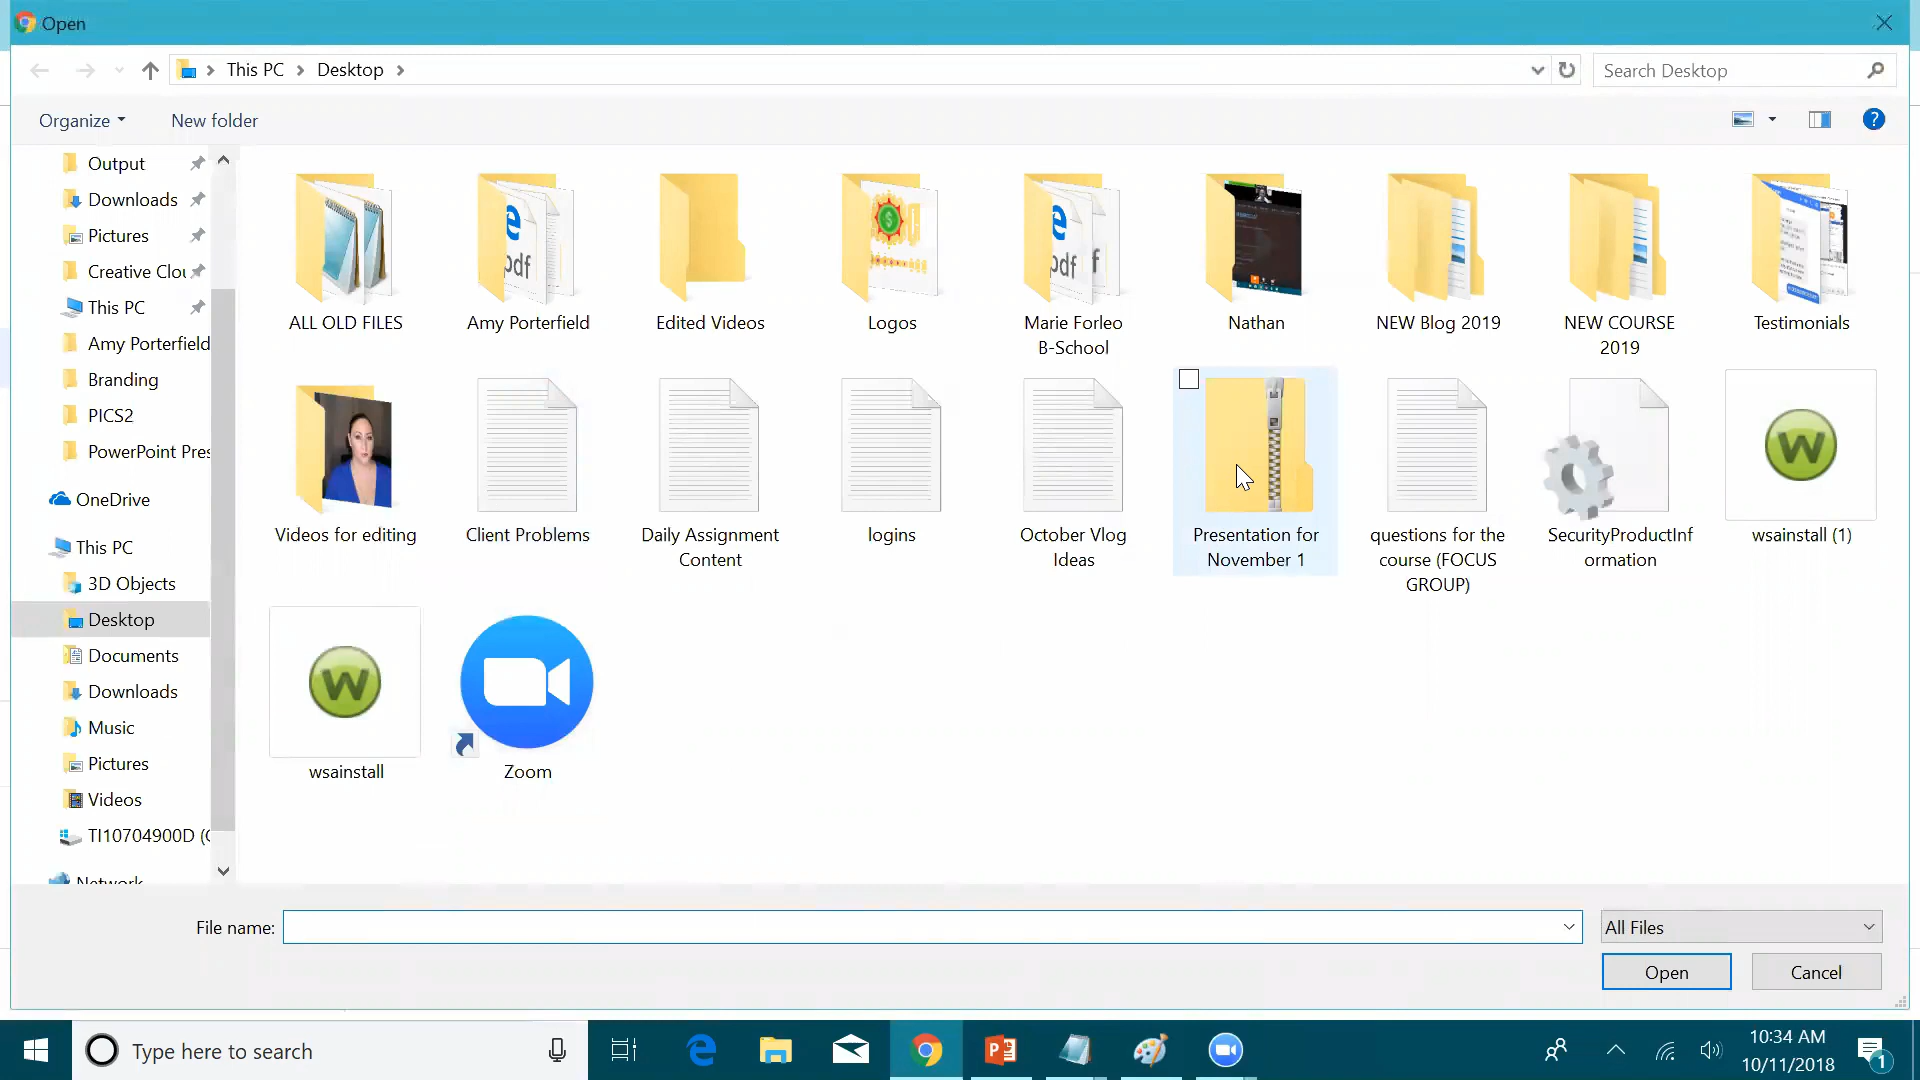 Open
This PC
Desktop
Search Desktop
Organize
New folder
?
Output
Downloads
Pictures
Creative Clou
This PC
Amy Porterfield
Branding
PICS2
PowerPoint Pres
OneDrive
This PC
3D Objects
Desktop
Documents
Downloads
Music
Pictures
Videos
TI10704900D (C
Network
ALL OLD FILES
Amy Porterfield
Edited Videos
Logos
Marie Forleo
B-School
Nathan
NEW Blog 2019
NEW COURSE
2019
Testimonials
Videos for editing
Client Problems
Daily Assignment
Content
logins
October Vlog
Ideas
Presentation for
November 1
questions for the
course (FOCUS
GROUP)
SecurityProductInf
ormation
wsainstall (1)
wsainstall
Zoom
File name:
All Files
Open
Cancel
Type here to search
10:34 AM
10/11/2018
1